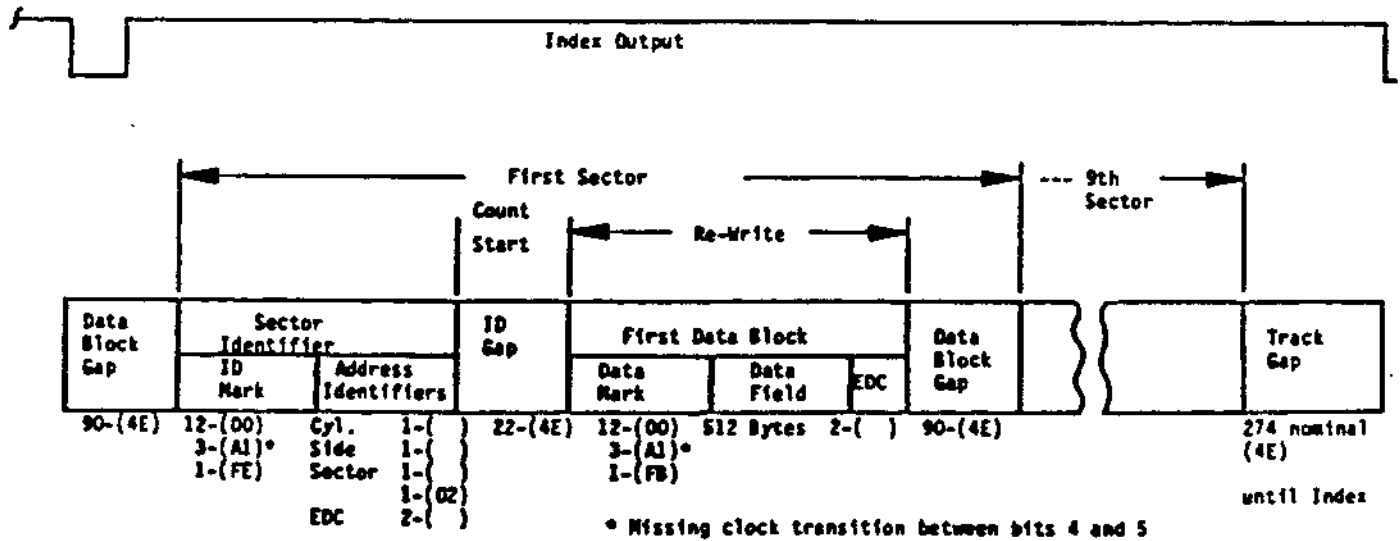 Index Output
First Sector
--- 9th
Sector
Count
Start
Re-Write
Data
Block
Gap
Sector
Identifier
ID
Mark
Address
Identifiers
ID
Gap
First Data Block
Data
Mark
Data
Field
EDC
Data
Block
Gap
Track
Gap
90-(4E)
12-(00)
3-(A1)*
1-(FE)
Cyl. 1-( )
Side 1-( )
Sector 1-( )
1-(02)
EDC 2-( )
22-(4E)
12-(00)
3-(A1)*
1-(FB)
512 Bytes
2-( )
90-(4E)
274 nominal
(4E)
until Index
* Missing clock transition between bits 4 and 5